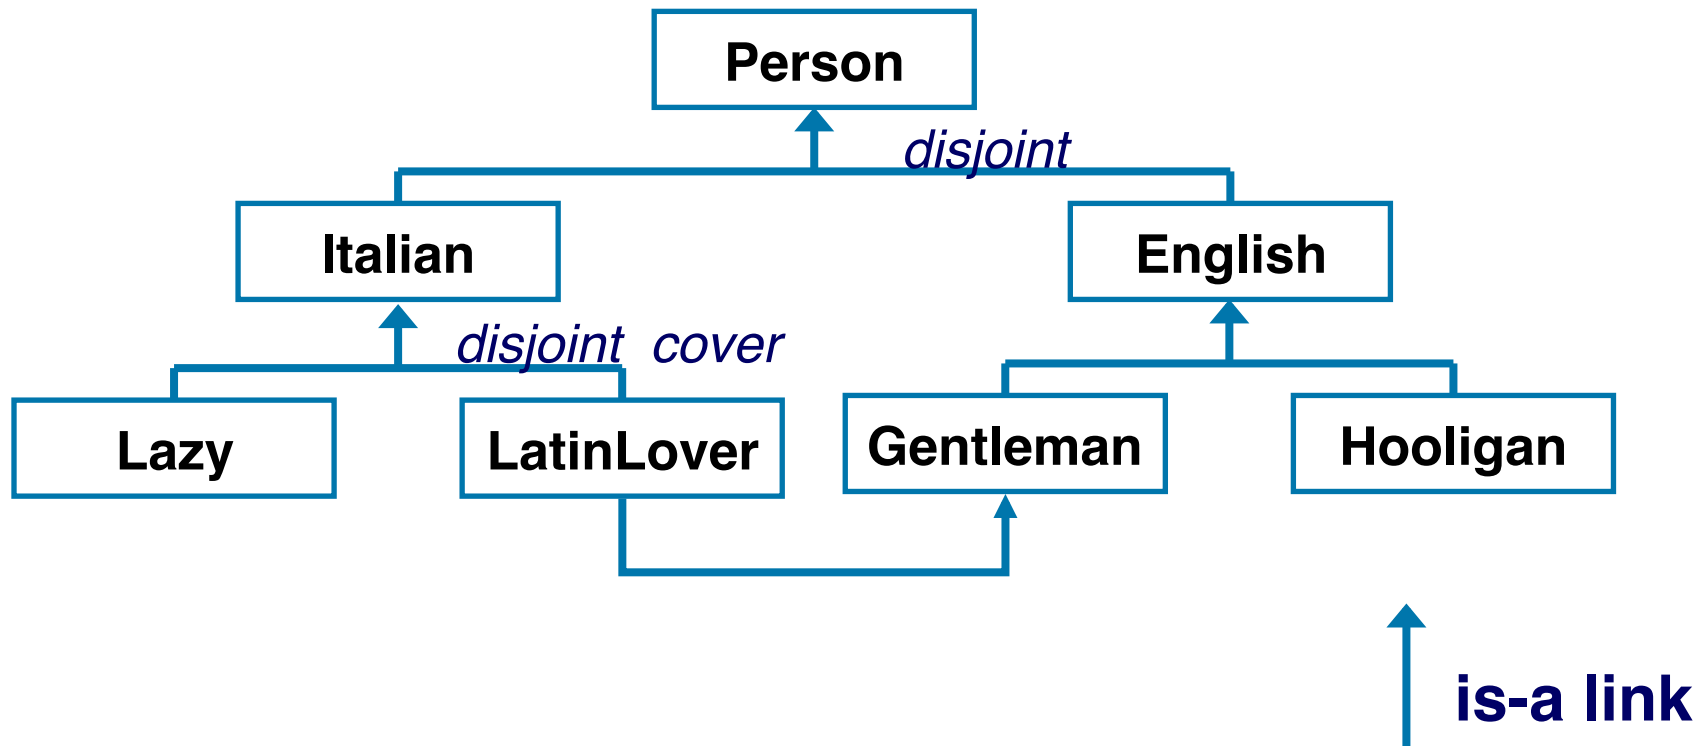 Person
disjoint
Italian
English
disjoint cover
Lazy
LatinLover
Gentleman
Hooligan
is-a link